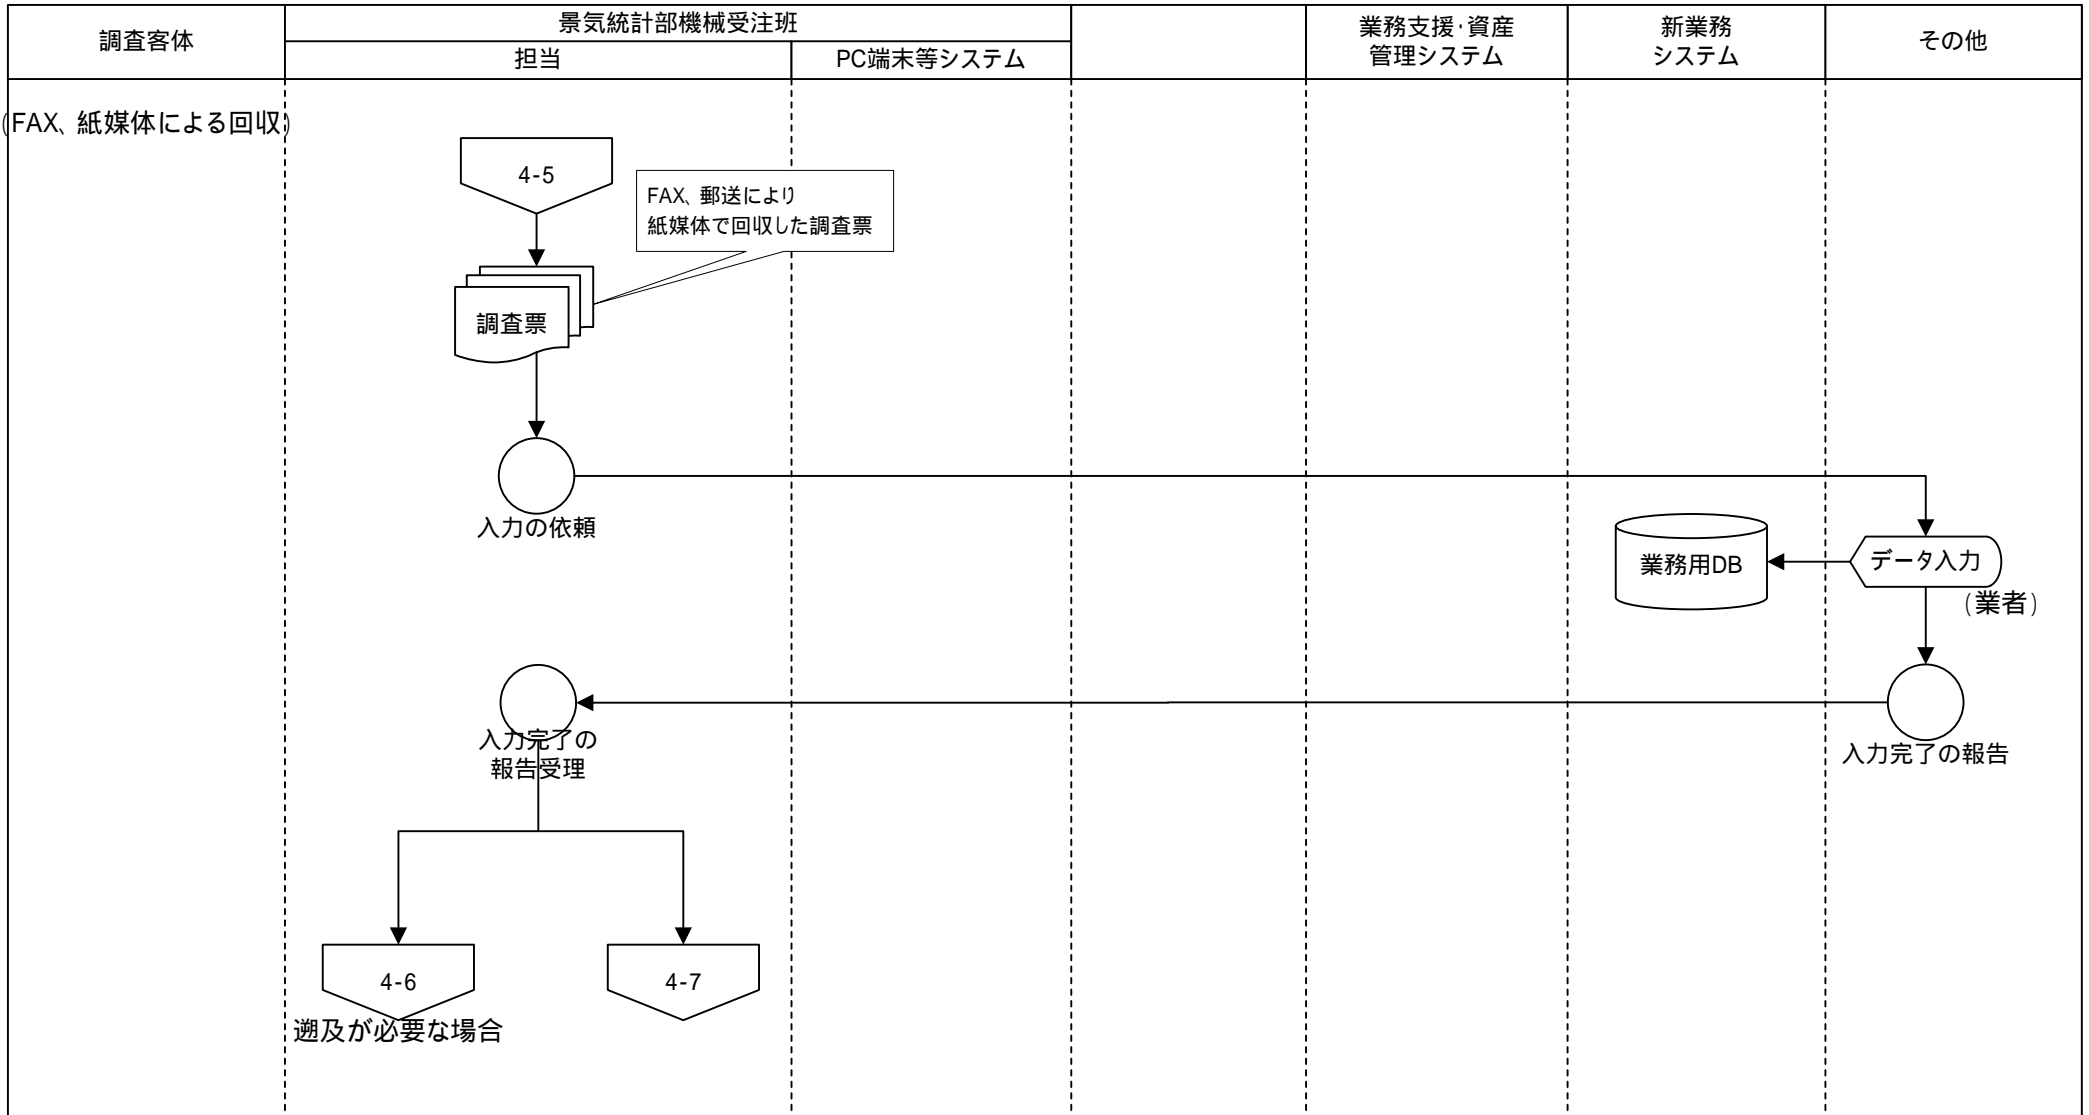 調査客体
景気統計部機械受注班
担当
PC端末等システム
業務支援・資産
管理システム
新業務
システム
その他
(FAX、紙媒体による回収)
4-5
FAX、郵送により
紙媒体で回収した調査票
調査票
入力の依頼
業務用DB
データ入力
(業者)
入力完了の
報告受理
入力完了の報告
4-6
4-7
遡及が必要な場合